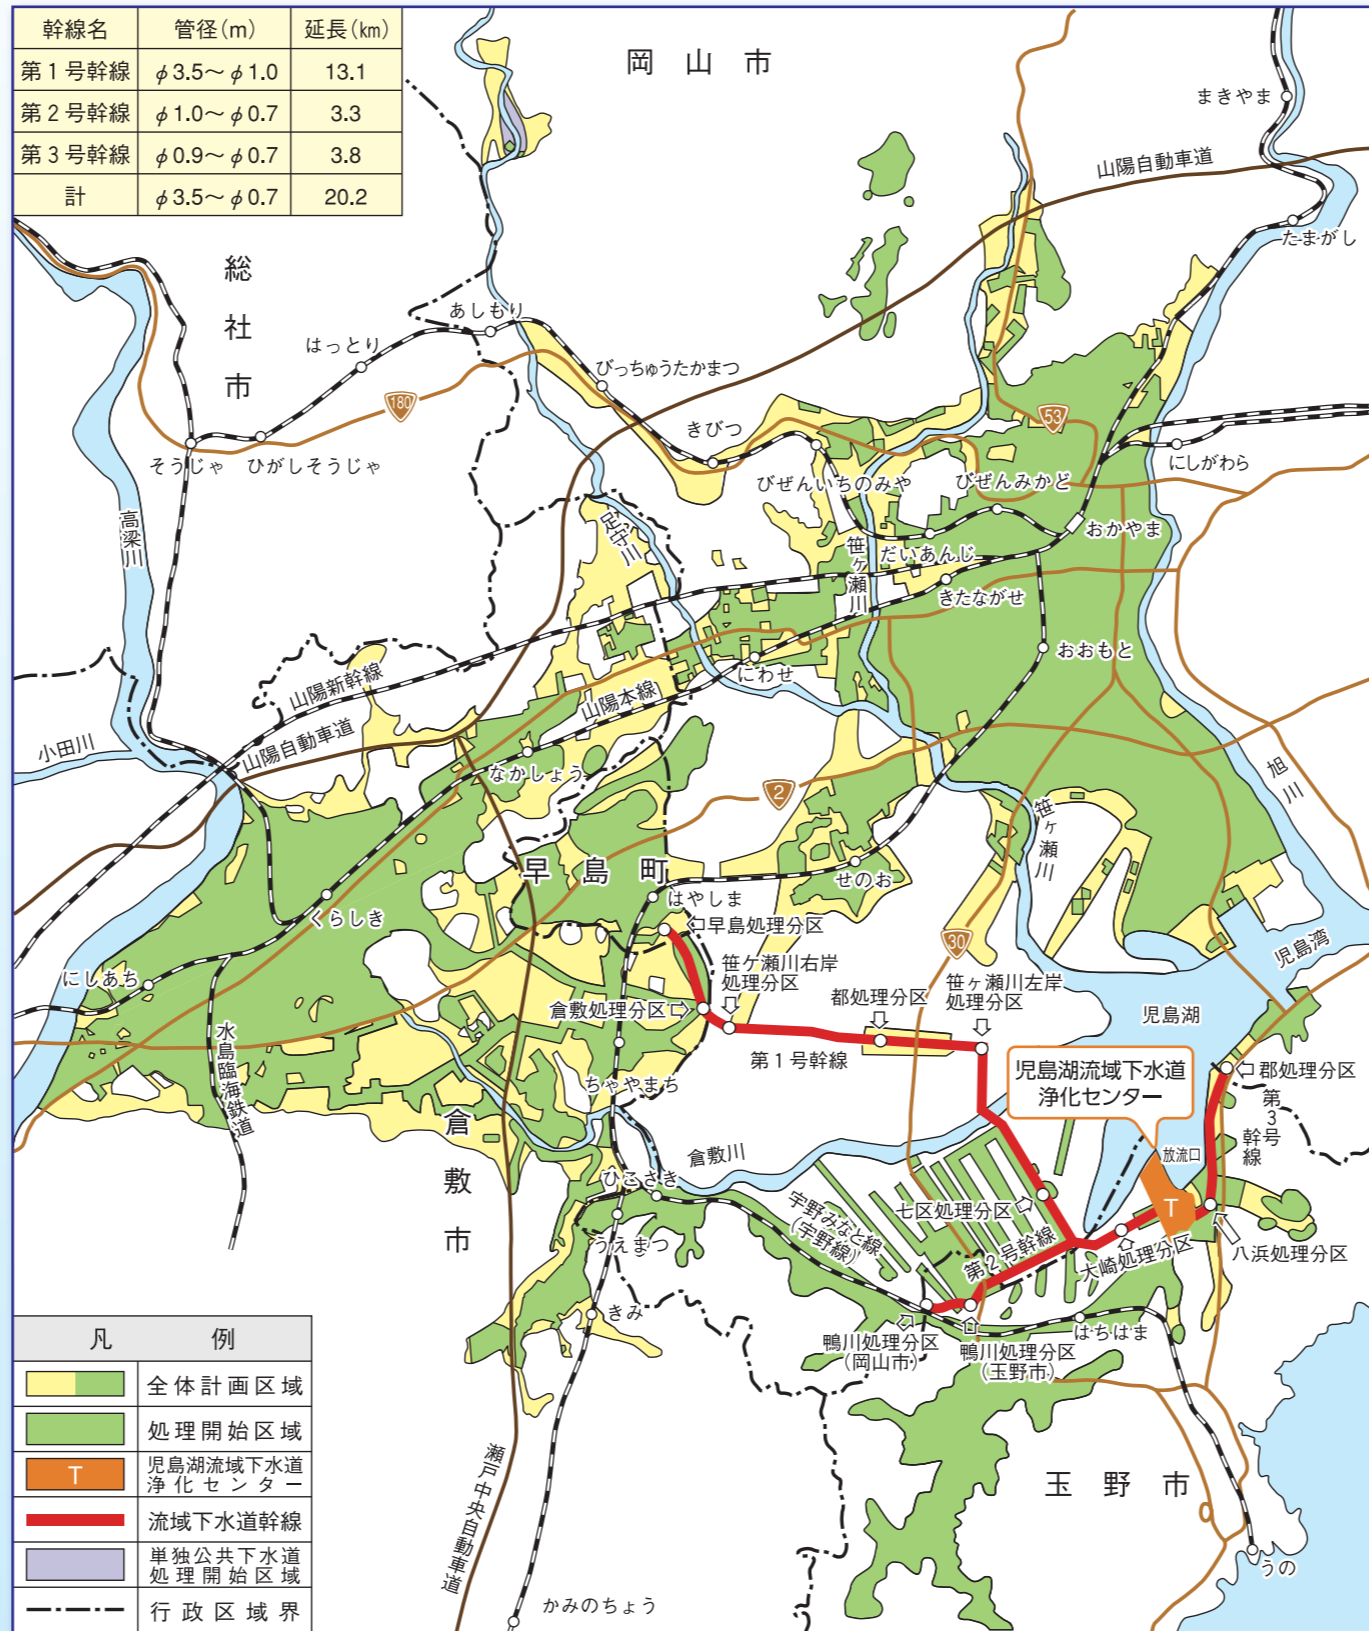 幹線名 管径(m) 延長(km)
第1号幹線 φ3.5～φ1.0 13.1
第2号幹線 φ1.0～φ0.7 3.3
第3号幹線 φ0.9～φ0.7 3.8
計 φ3.5～φ0.7 20.2
岡山市
まきやま
山陽自動車道
たまがし
総社市
あしもり
はっとり
びっちゅうたかまつ
180
きびつ
53
そうじゃ
ひがしそうじゃ
びぜんいちのみや
びぜんみかど
にしがわら
高梁川
足守川
笹ヶ瀬川
だいあんじ
おかやま
きたながせ
おおもと
にわせ
山陽新幹線
山陽本線
小田川
山陽自動車道
なかしょう
2
旭川
笹ヶ瀬川
早島町
せのお
はやしま
くらしき
早島処理分区
30
児島湾
にしあち
笹ケ瀬川右岸
処理分区
倉敷処理分区
都処理分区
笹ヶ瀬川左岸
処理分区
児島湖
水島臨海鉄道
第1号幹線
児島湖流域下水道
浄化センター
郡処理分区
ちゃやまち
第3号幹線
倉敷市
倉敷川
放流口
ひこさき
宇野みなと線
(宇野線)
七区処理分区
T
うえまつ
第2号幹線
大崎処理分区
八浜処理分区
きみ
鴨川処理分区
(岡山市)
鴨川処理分区
(玉野市)
はちはま
凡例
全体計画区域
処理開始区域
T
児島湖流域下水道
浄化センター
流域下水道幹線
単独公共下水道
処理開始区域
行政区域界
瀬戸中央自動車道
玉野市
うの
かみのちょう